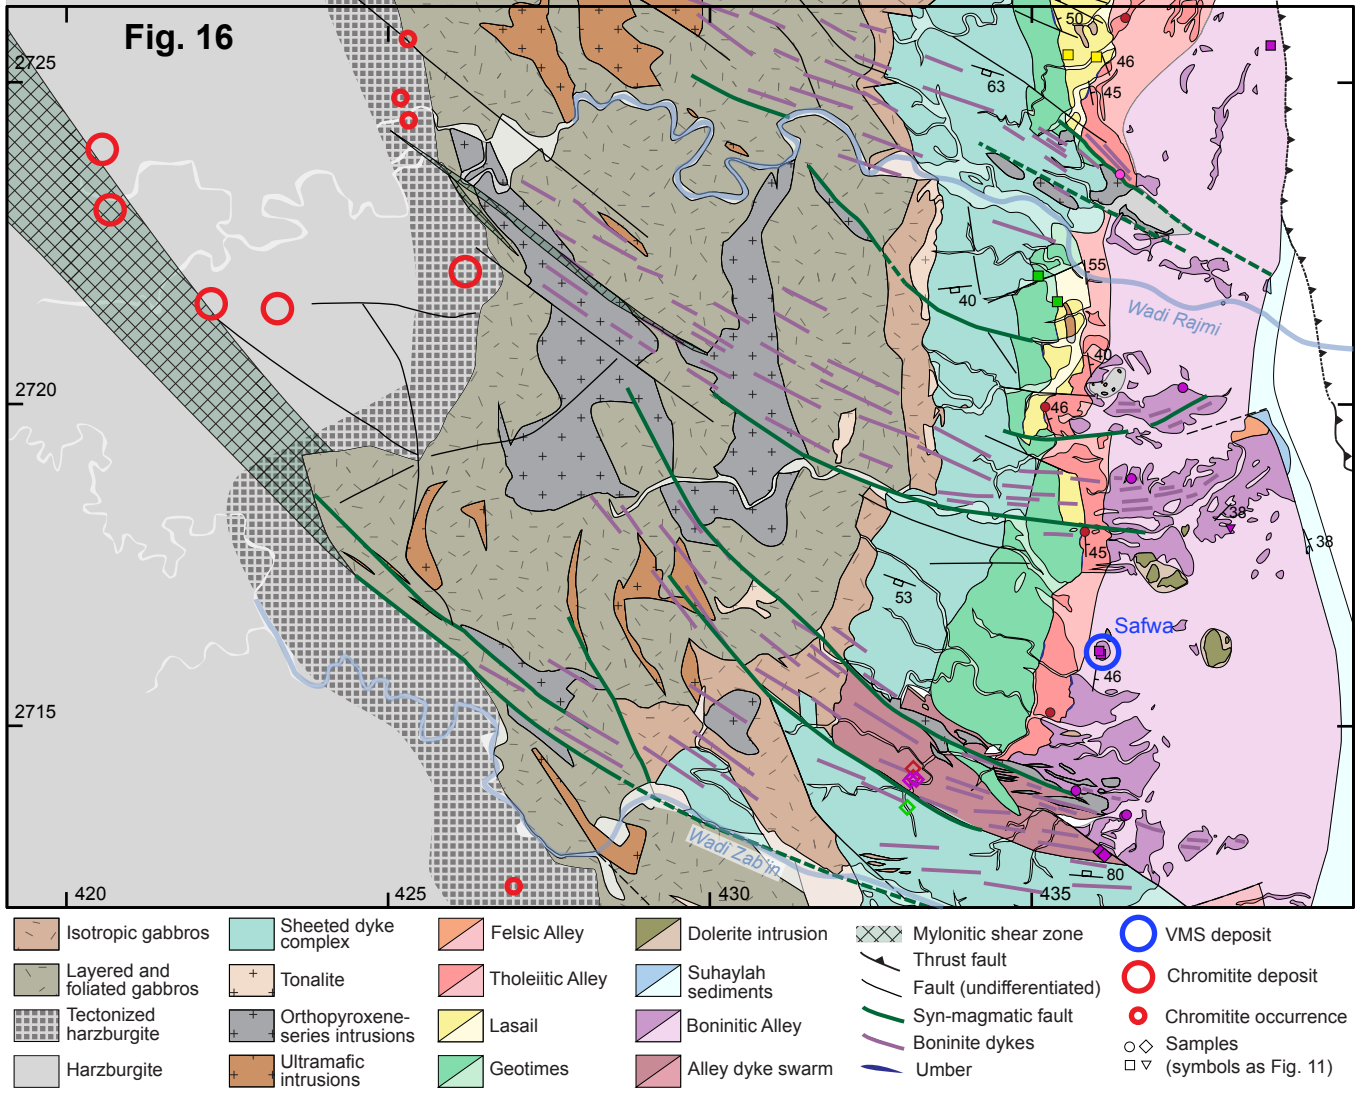 Fig. 16
2725
2720
2715
420
425
430
435
50
46
45
63
55
40
40
46
45
38
38
53
46
80
Wadi Rajmi
Safwa
Wadi Zab'in
Isotropic gabbros
Layered and
foliated gabbros
Tectonized
harzburgite
Harzburgite
Sheeted dyke
complex
Tonalite
Orthopyroxene-
series intrusions
Ultramafic
intrusions
Felsic Alley
Tholeiitic Alley
Lasail
Geotimes
Dolerite intrusion
Suhaylah
sediments
Boninitic Alley
Alley dyke swarm
Mylonitic shear zone
Thrust fault
Fault (undifferentiated)
Syn-magmatic fault
Boninite dykes
Umber
VMS deposit
Chromitite deposit
Chromitite occurrence
Samples
(symbols as Fig. 11)